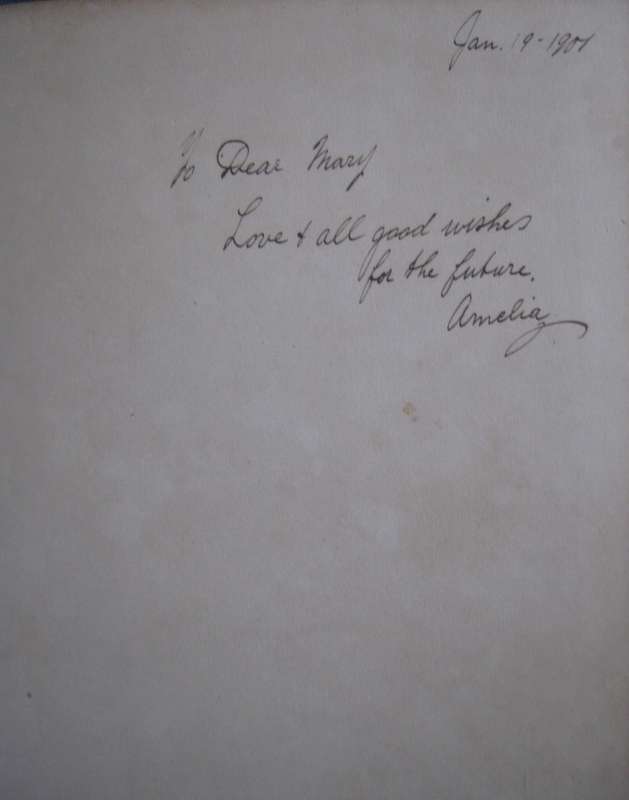 Jan. 19-1901
To Dear Mary
Love & all good wishes
for the future.
Amelia